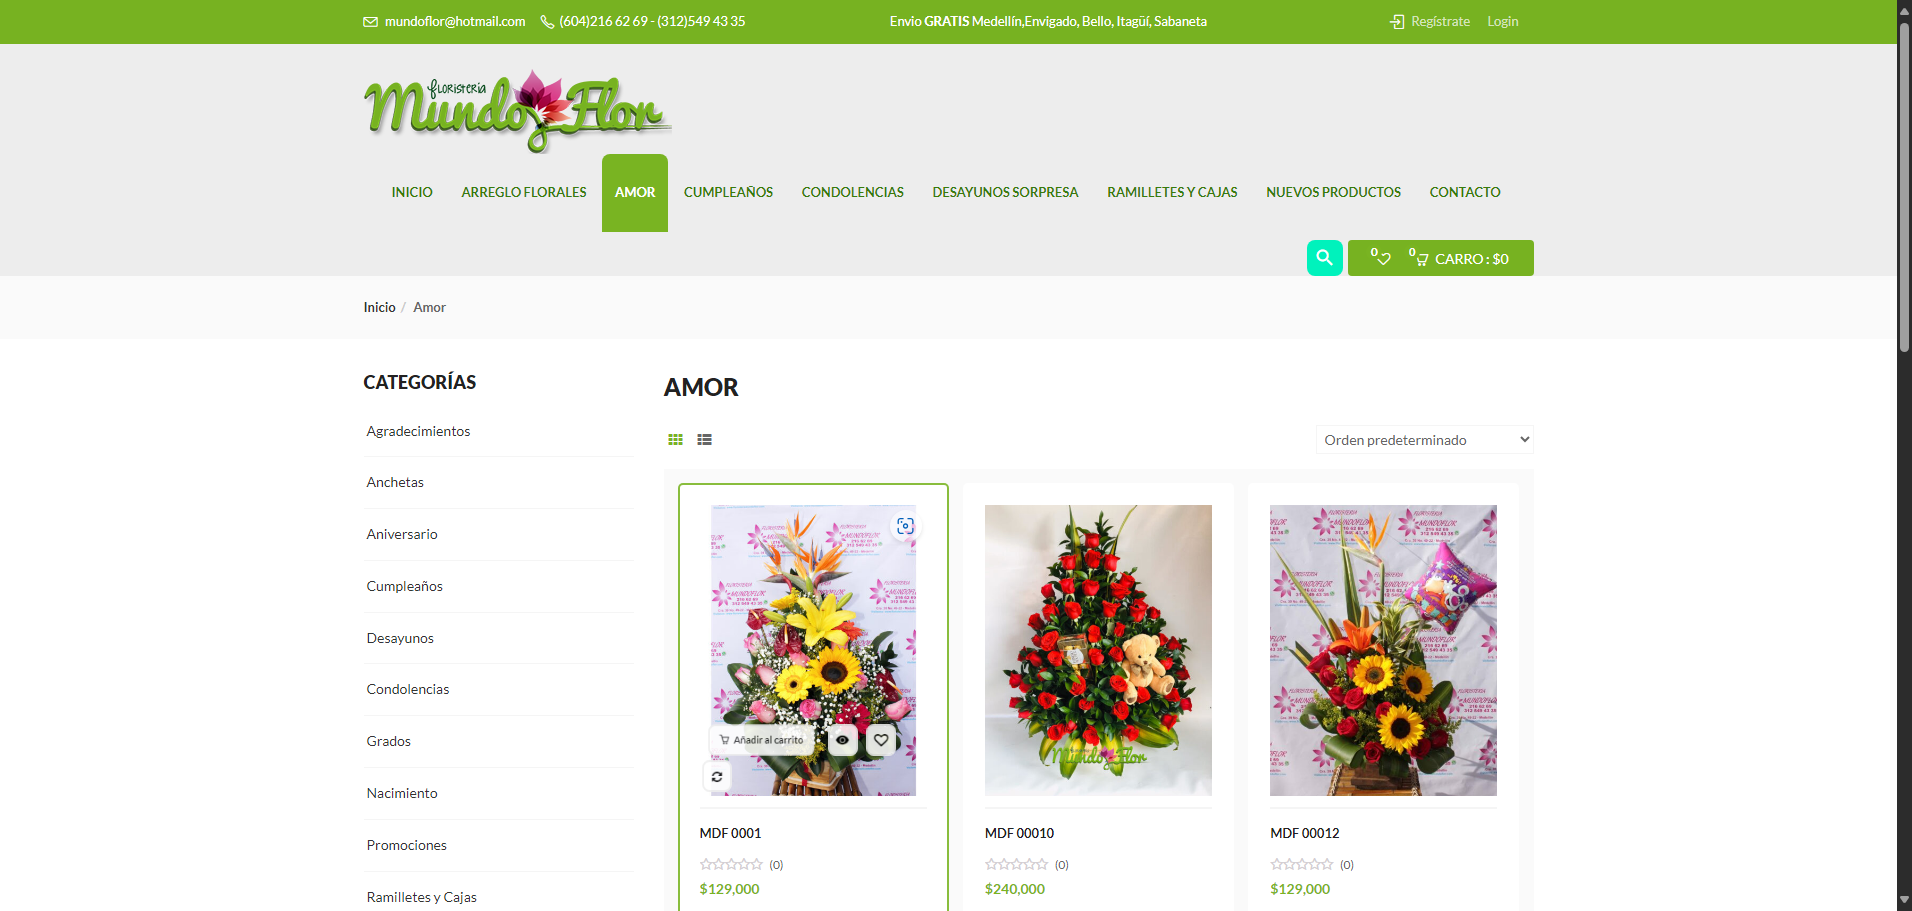 mundoflor@hotmail.com (604)216 62 69 - (312)549 43 35 Envio GRATIS Medellín,Envigado, Bello, Itagüí, Sabaneta Regístrate Login
FLORISTERIA
Mundo Flor
INICIO ARREGLO FLORALES AMOR CUMPLEAÑOS CONDOLENCIAS DESAYUNOS SORPRESA RAMILLETES Y CAJAS NUEVOS PRODUCTOS CONTACTO
0 0 CARRO : $0
Inicio / Amor
CATEGORÍAS
Agradecimientos
Anchetas
Aniversario
Cumpleaños
Desayunos
Condolencias
Grados
Nacimiento
Promociones
Ramilletes y Cajas
AMOR
Orden predeterminado
Añadir al carrito
Mundo Flor
MDF 0001 MDF 00010 MDF 00012
(0) (0) (0)
$129,000 $240,000 $129,000